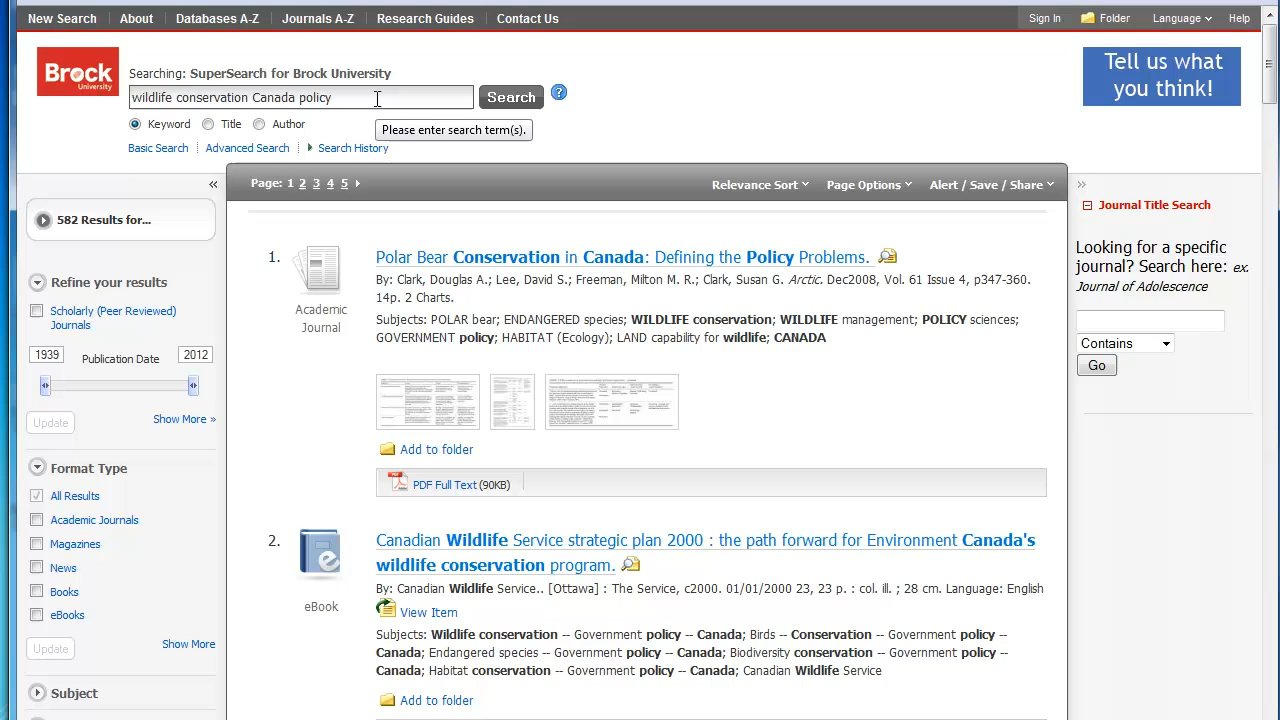 New Search About Databases A-Z Journals A-Z Research Guides Contact Us Sign In Folder Language Help
Brock
University
Searching: SuperSearch for Brock University
wildlife conservation Canada policy Search ?
Keyword Title Author
Please enter search term(s).
Basic Search Advanced Search Search History
Tell us what
you think!
«
582 Results for...
Refine your results
Scholarly (Peer Reviewed)
Journals
1939 Publication Date 2012
Show More »
Update
Format Type
All Results
Academic Journals
Magazines
News
Books
eBooks
Show More
Update
Subject
Page: 1 2 3 4 5 Relevance Sort Page Options Alert / Save / Share
1.
Academic
Journal
Polar Bear Conservation in Canada: Defining the Policy Problems.
By: Clark, Douglas A.; Lee, David S.; Freeman, Milton M. R.; Clark, Susan G. Arctic. Dec2008, Vol. 61 Issue 4, p347-360.
14p. 2 Charts.
Subjects: POLAR bear; ENDANGERED species; WILDLIFE conservation; WILDLIFE management; POLICY sciences;
GOVERNMENT policy; HABITAT (Ecology); LAND capability for wildlife; CANADA
Add to folder
PDF Full Text (90KB)
2.
eBook
Canadian Wildlife Service strategic plan 2000 : the path forward for Environment Canada's
wildlife conservation program.
By: Canadian Wildlife Service.. [Ottawa] : The Service, c2000. 01/01/2000 23, 23 p. : col. ill. ; 28 cm. Language: English
View Item
Subjects: Wildlife conservation -- Government policy -- Canada; Birds -- Conservation -- Government policy --
Canada; Endangered species -- Government policy -- Canada; Biodiversity conservation -- Government policy --
Canada; Habitat conservation -- Government policy -- Canada; Canadian Wildlife Service
Add to folder
»
Journal Title Search
Looking for a specific
journal? Search here: ex.
Journal of Adolescence
Contains
Go